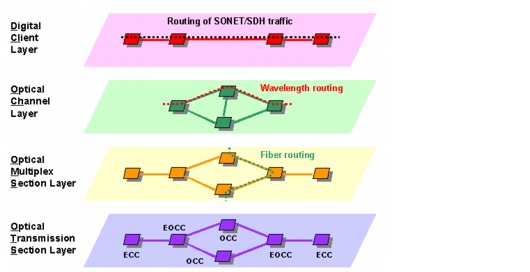 Digital
Client
Layer
Routing of SONET/SDH traffic
Optical
Channel
Layer
Wavelength routing
Optical
Multiplex
Section Layer
Fiber routing
Optical
Transmission
Section Layer
ECC
EOCC
OCC
OCC
EOCC
ECC